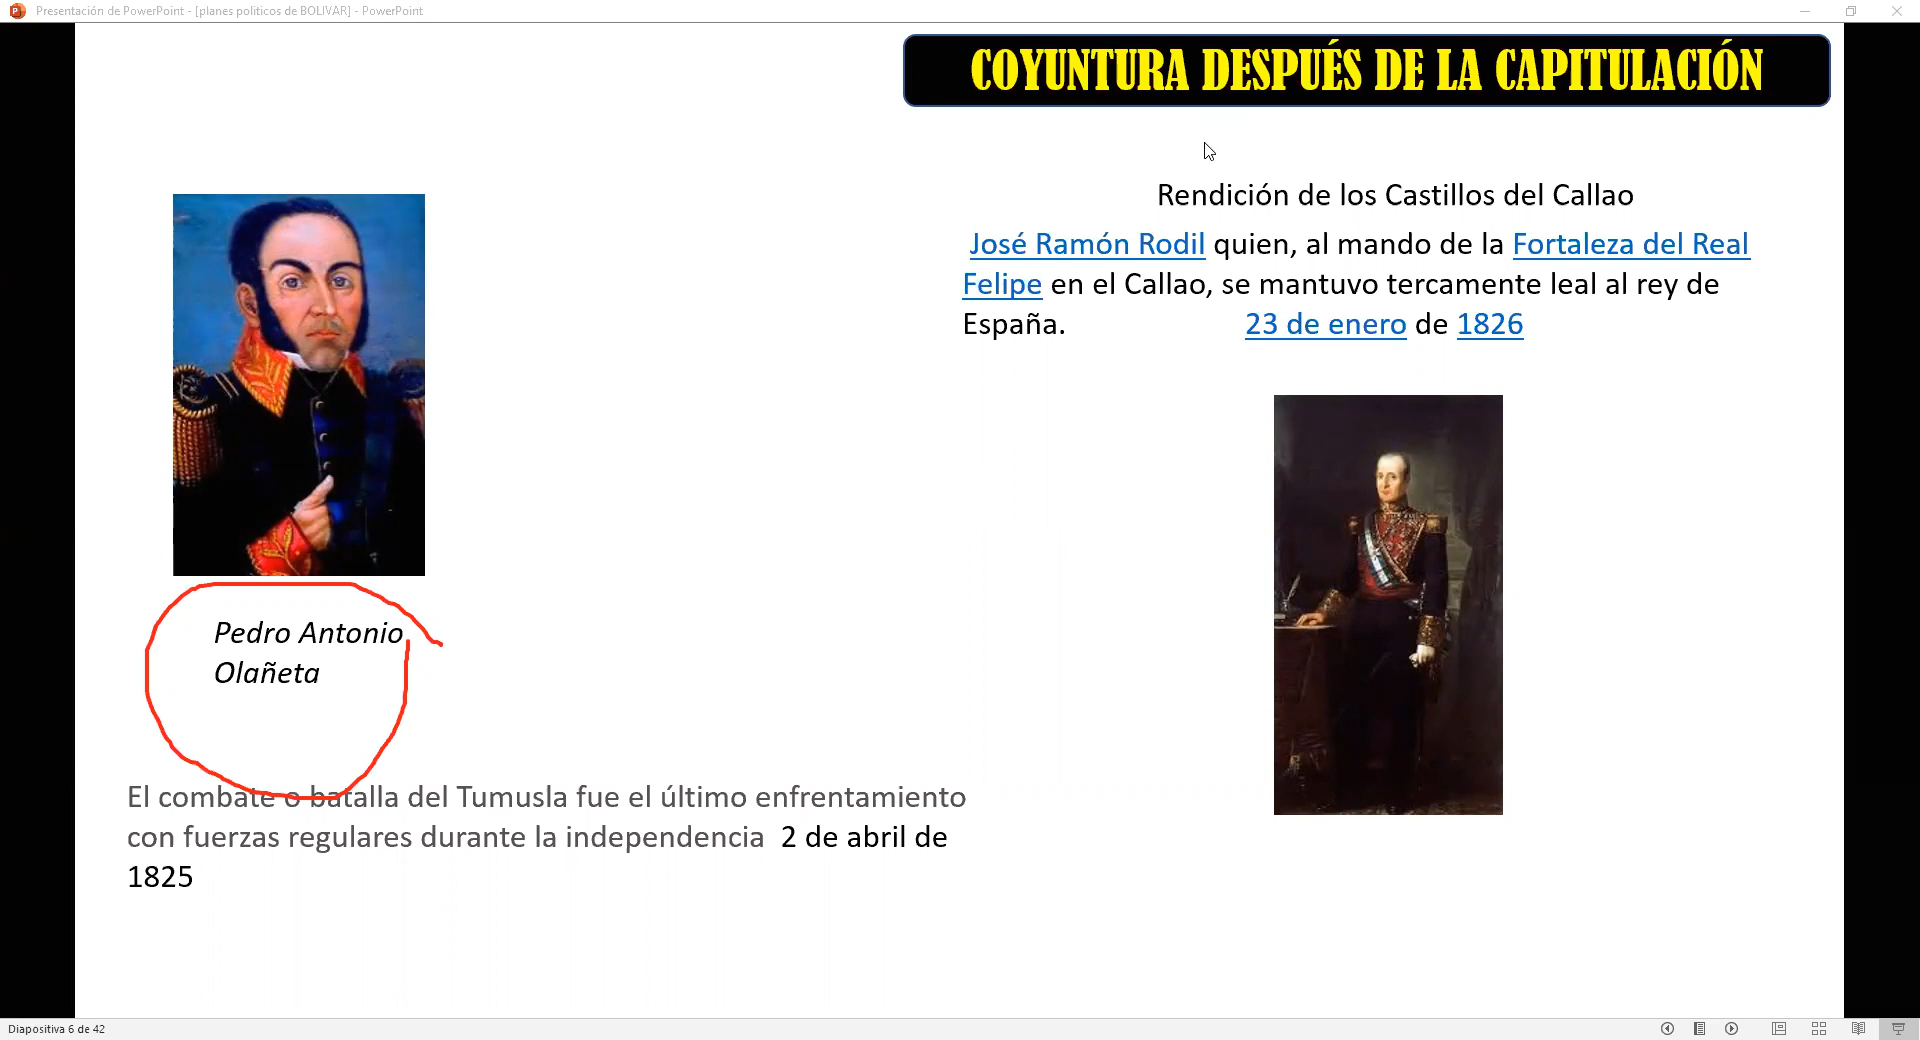 Presentación de PowerPoint - [planes politicos de BOLIVAR] - PowerPoint
COYUNTURA DESPUÉS DE LA CAPITULACIÓN
Rendición de los Castillos del Callao
José Ramón Rodil quien, al mando de la Fortaleza del Real
Felipe en el Callao, se mantuvo tercamente leal al rey de
España. 23 de enero de 1826
Pedro Antonio
Olañeta
El combate o batalla del Tumusla fue el último enfrentamiento
con fuerzas regulares durante la independencia 2 de abril de
1825
Diapositiva 6 de 42